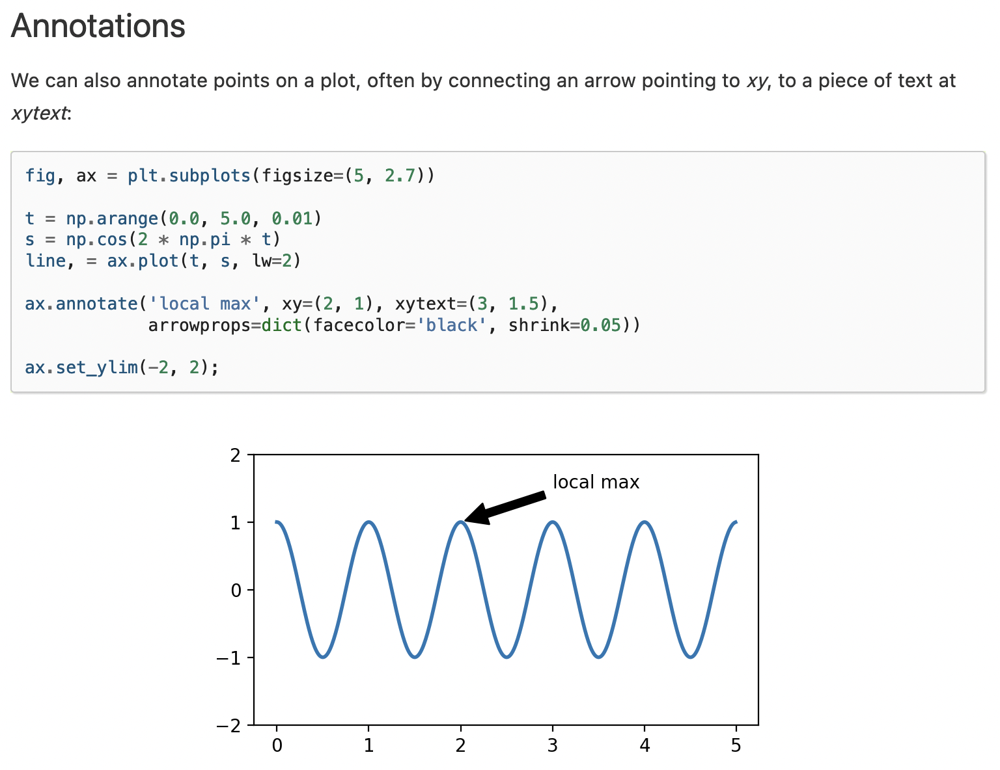 Annotations
We can also annotate points on a plot, often by connecting an arrow pointing to xy, to a piece of text at
xytext:
fig, ax = plt.subplots(figsize=(5, 2.7))
t = np.arange(0.0, 5.0, 0.01)
s = np.cos(2 * np.pi * t)
line, = ax.plot(t, s, lw=2)
ax.annotate('local max', xy=(2, 1), xytext=(3, 1.5),
            arrowprops=dict(facecolor='black', shrink=0.05))
ax.set_ylim(-2, 2);
2
local max
1
0
−1
−2
0 1 2 3 4 5